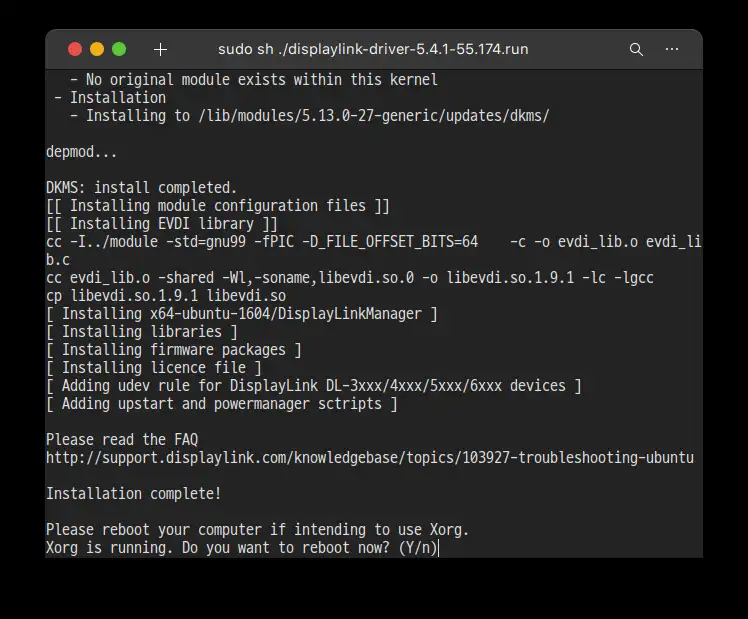 sudo sh ./displaylink-driver-5.4.1-55.174.run
- No original module exists within this kernel
- Installation
- Installing to /lib/modules/5.13.0-27-generic/updates/dkms/
depmod...
DKMS: install completed.
[[ Installing module configuration files ]]
[[ Installing EVDI library ]]
cc -I../module -std=gnu99 -fPIC -D_FILE_OFFSET_BITS=64    -c -o evdi_lib.o evdi_li
b.c
cc evdi_lib.o -shared -Wl,-soname,libevdi.so.0 -o libevdi.so.1.9.1 -lc -lgcc
cp libevdi.so.1.9.1 libevdi.so
[ Installing x64-ubuntu-1604/DisplayLinkManager ]
[ Installing libraries ]
[ Installing firmware packages ]
[ Installing licence file ]
[ Adding udev rule for DisplayLink DL-3xxx/4xxx/5xxx/6xxx devices ]
[ Adding upstart and powermanager sctripts ]
Please read the FAQ
http://support.displaylink.com/knowledgebase/topics/103927-troubleshooting-ubuntu
Installation complete!
Please reboot your computer if intending to use Xorg.
Xorg is running. Do you want to reboot now? (Y/n)